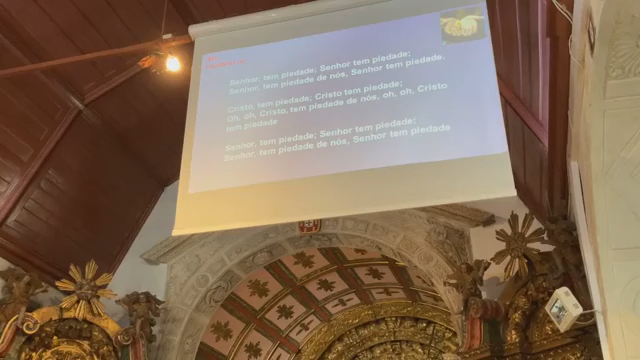 Senhor, tem piedade; Senhor tem piedade;
Senhor, tem piedade de nós, Senhor tem piedade.
Cristo, tem piedade; Cristo tem piedade;
Oh, oh, Cristo, tem piedade de nós, oh, oh, Cristo
tem piedade
Senhor, tem piedade; Senhor tem piedade;
Senhor, tem piedade de nós, Senhor tem piedade